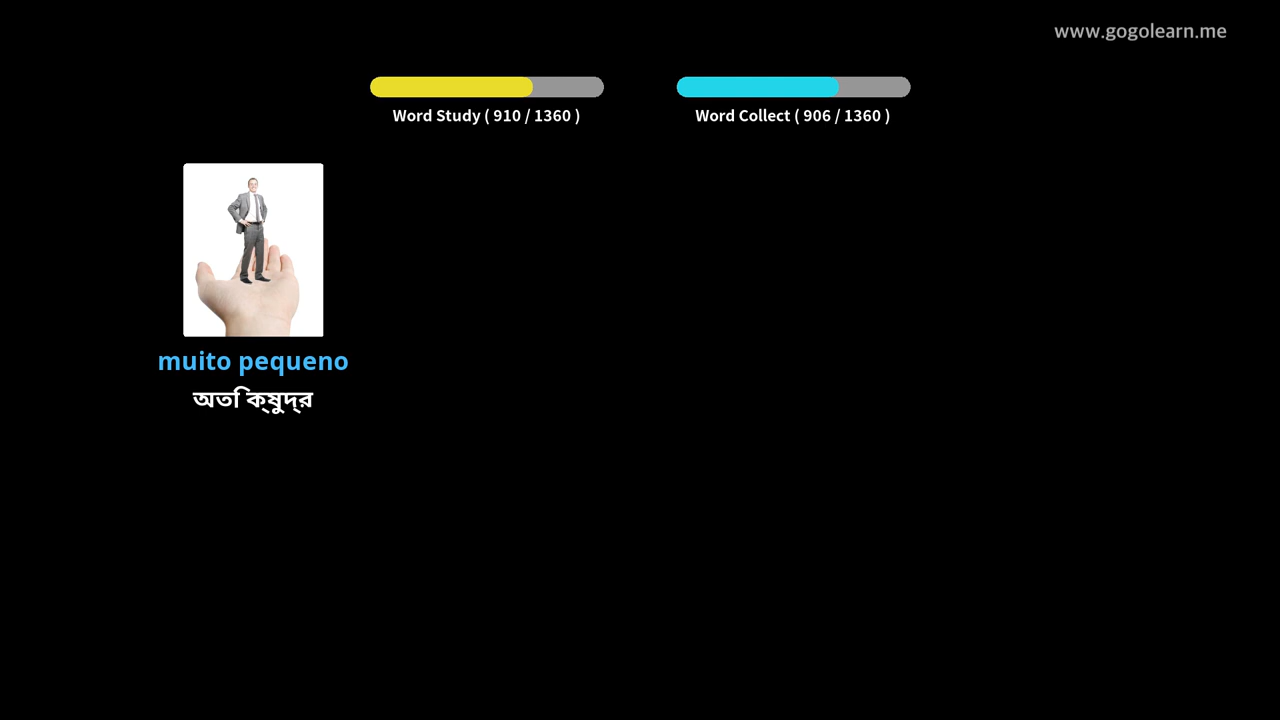 www.gogolearn.me
Word Study ( 910 / 1360 )
Word Collect ( 906 / 1360 )
muito pequeno
অতি ক্ষুদ্র